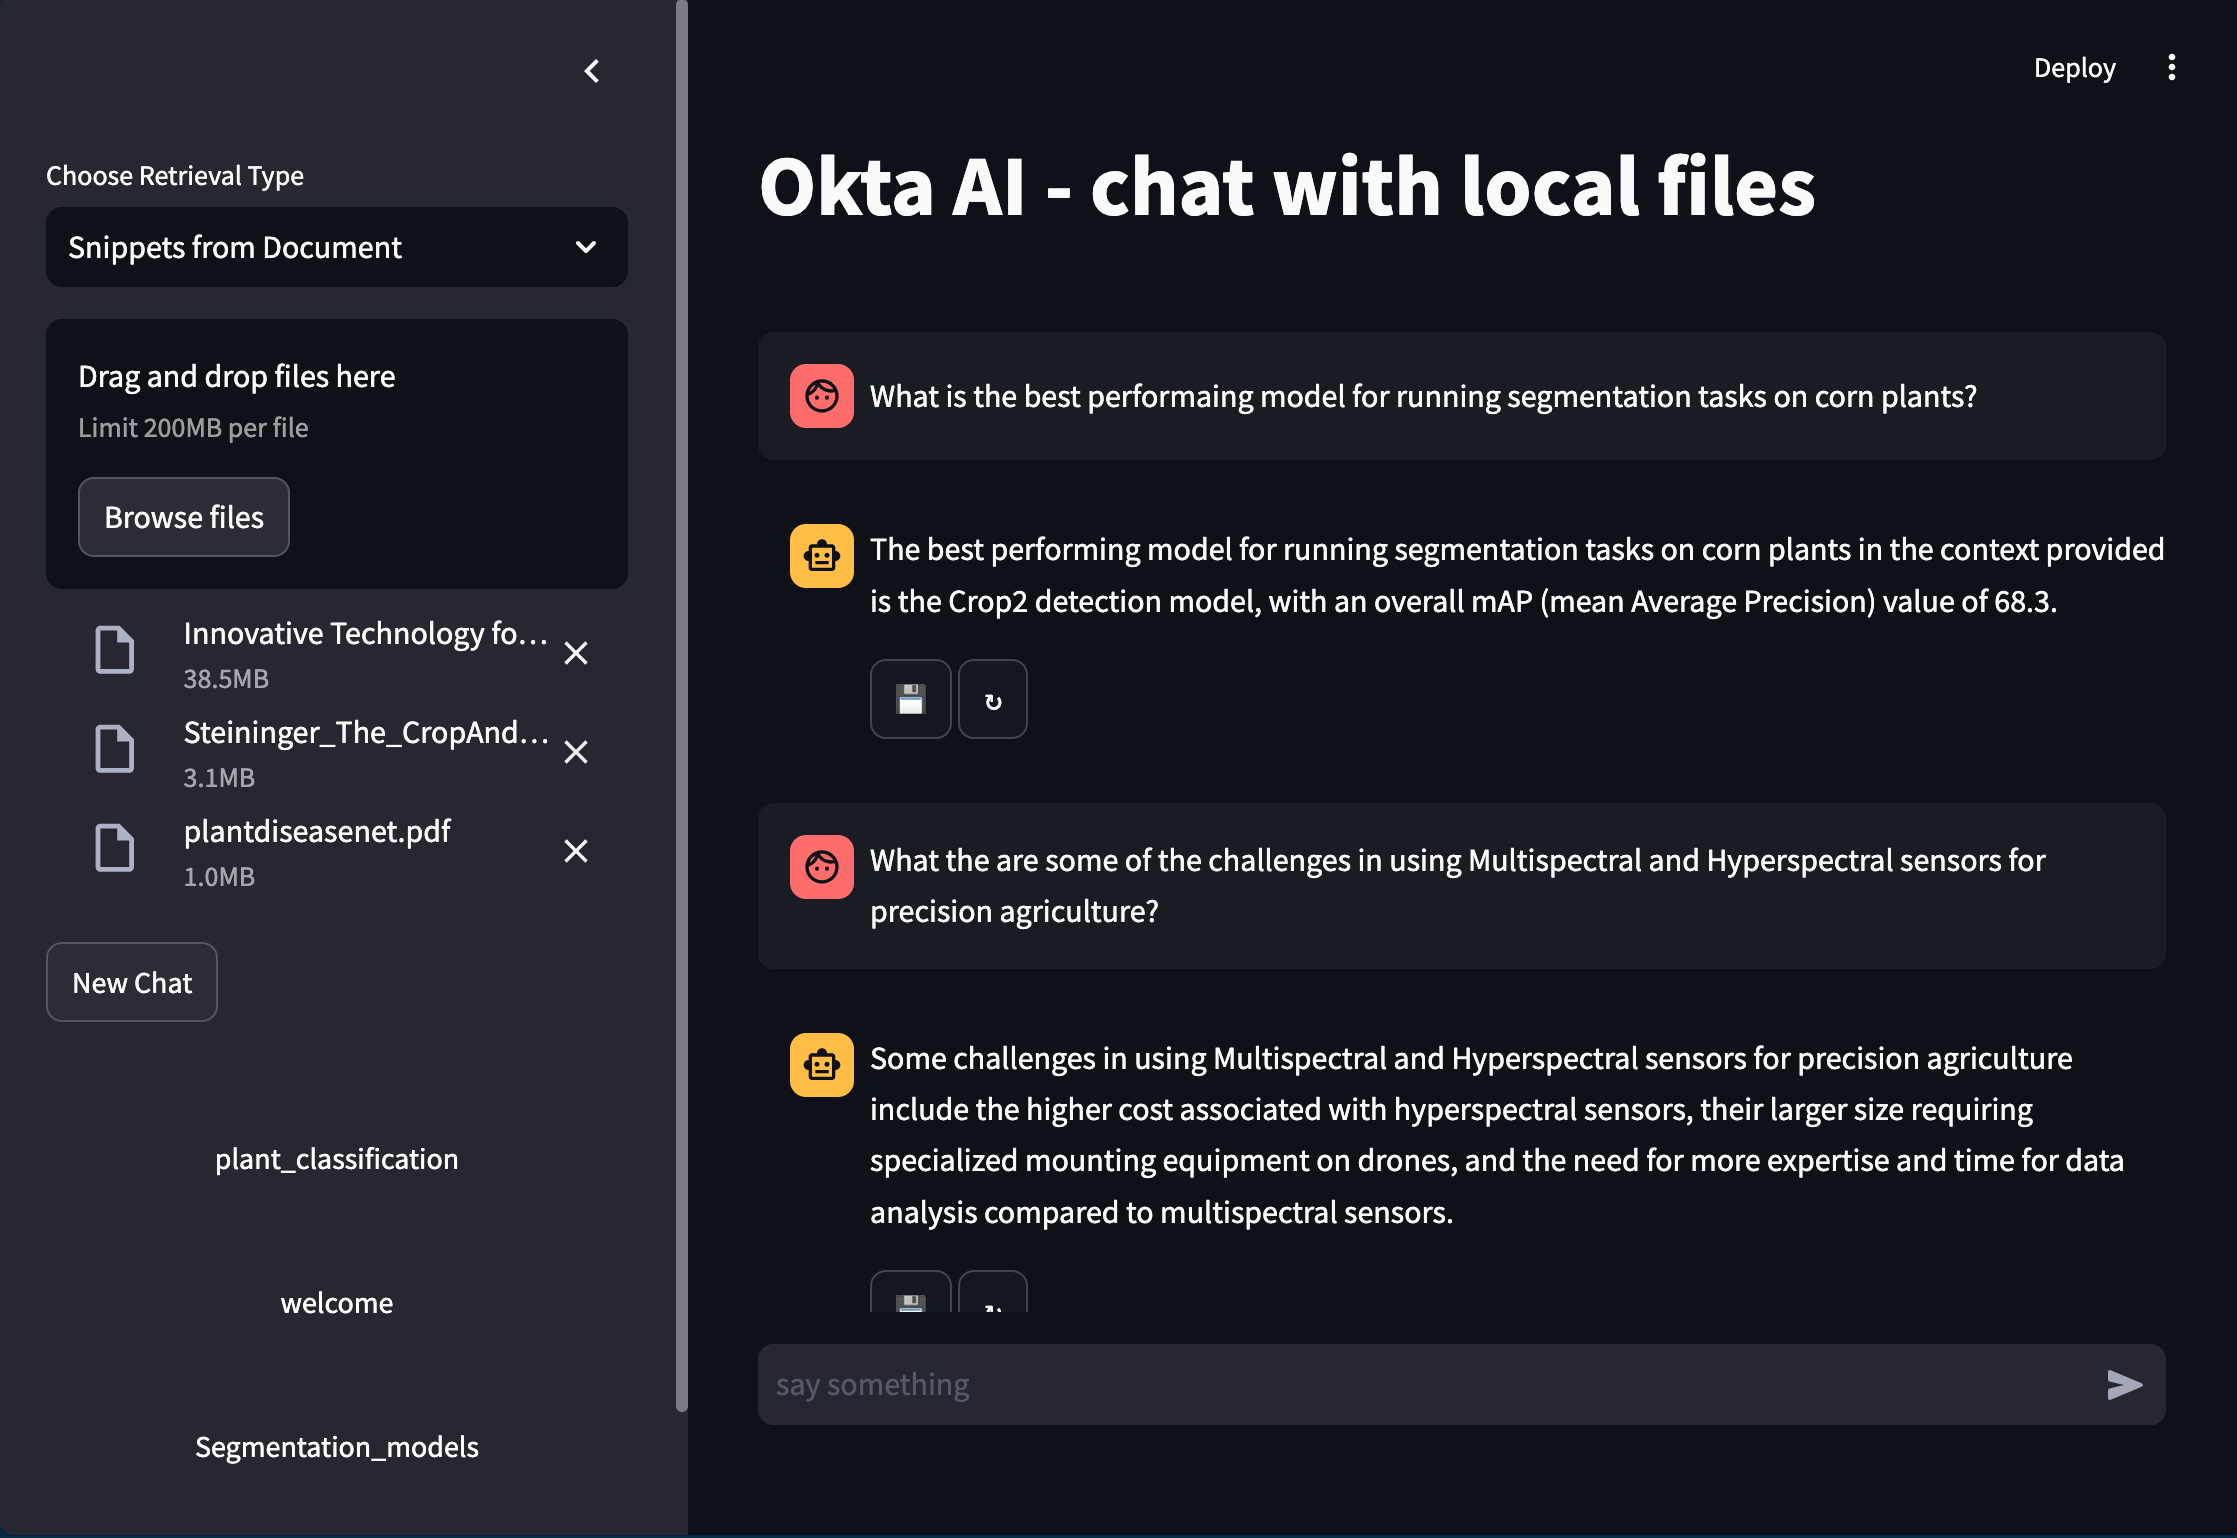 Choose Retrieval Type
Snippets from Document
Drag and drop files here
Limit 200MB per file
Browse files
Innovative Technology fo...
38.5MB
Steininger_The_CropAnd...
3.1MB
plantdiseasenet.pdf
1.0MB
New Chat
plant_classification
welcome
Segmentation_models
Deploy
Okta AI - chat with local files
What is the best performaing model for running segmentation tasks on corn plants?
The best performing model for running segmentation tasks on corn plants in the context provided
is the Crop2 detection model, with an overall mAP (mean Average Precision) value of 68.3.
What the are some of the challenges in using Multispectral and Hyperspectral sensors for
precision agriculture?
Some challenges in using Multispectral and Hyperspectral sensors for precision agriculture
include the higher cost associated with hyperspectral sensors, their larger size requiring
specialized mounting equipment on drones, and the need for more expertise and time for data
analysis compared to multispectral sensors.
say something